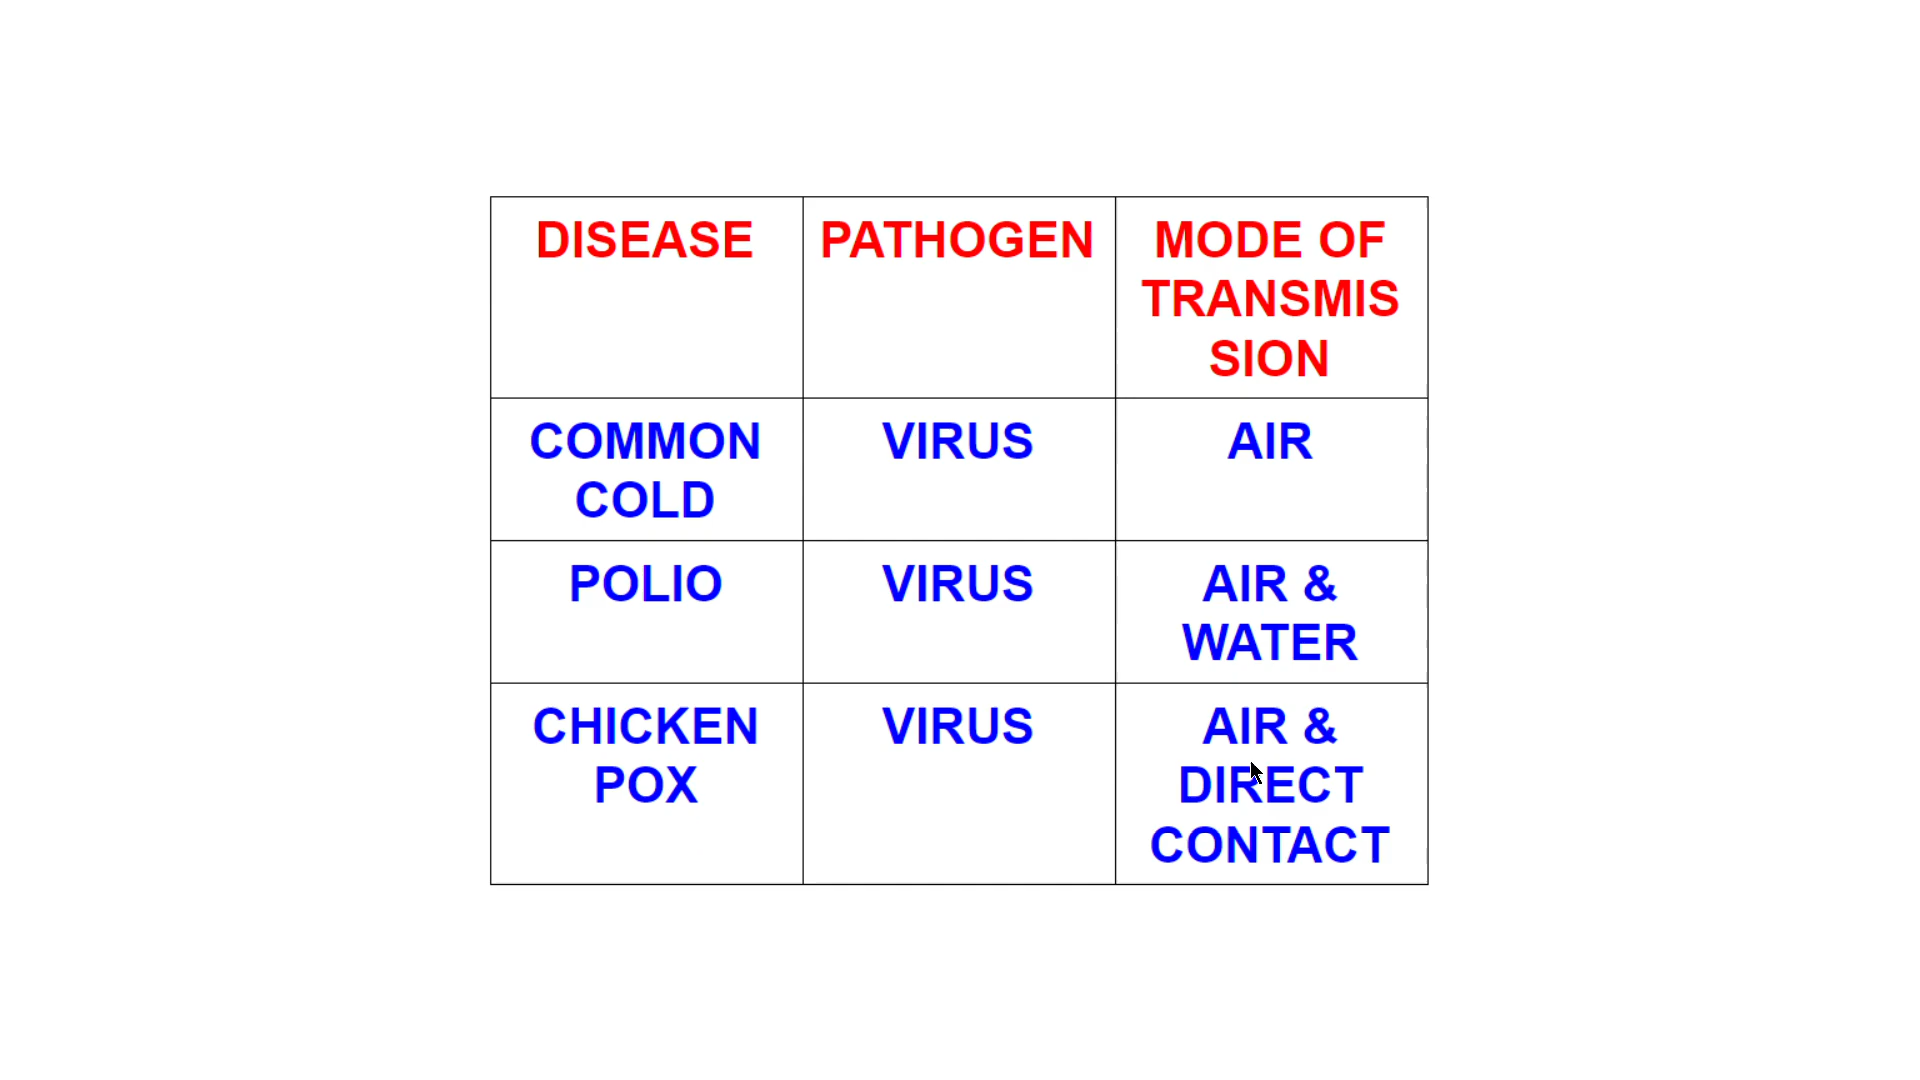 DISEASE PATHOGEN MODE OF
TRANSMIS
SION
COMMON VIRUS AIR
COLD
POLIO VIRUS AIR &
WATER
CHICKEN VIRUS AIR &
POX DIRECT
CONTACT